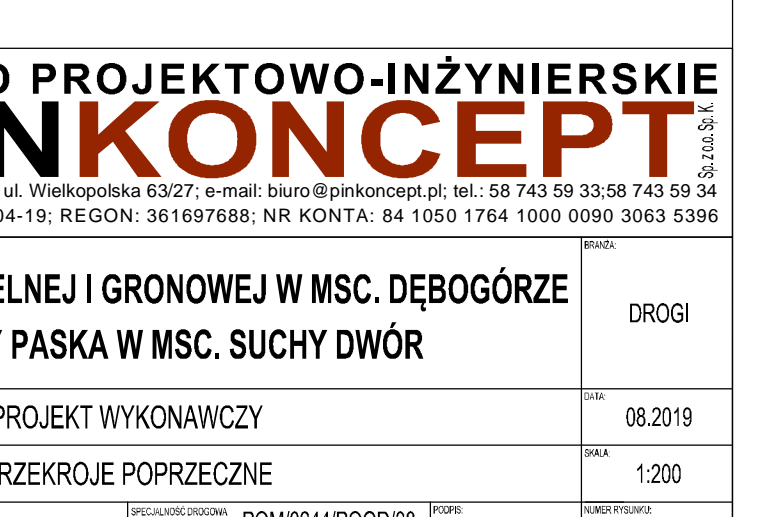 O PROJEKTOWO-INŻYNIERSKIE
NKONCEPT Sp. z o.o. Sp. K.
ul. Wielkopolska 63/27; e-mail: biuro@pinkoncept.pl; tel.: 58 743 59 33;58 743 59 34
04-19; REGON: 361697688; NR KONTA: 84 1050 1764 1000 0090 3063 5396
BRANŻA:
ELNEJ I GRONOWEJ W MSC. DĘBOGÓRZE
DROGI
PASKA W MSC. SUCHY DWÓR
DATA:
PROJEKT WYKONAWCZY
08.2019
SKALA:
RZEKROJE POPRZECZNE
1:200
SPECJALNOŚĆ DROGOWA
PODPIS:
NUMER RYSUNKU: